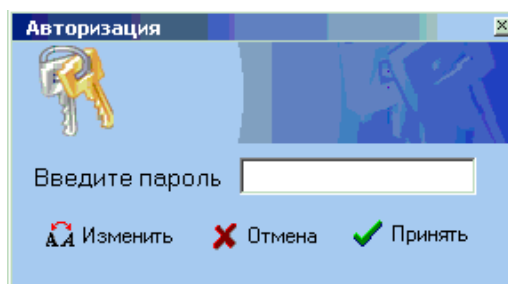 Авторизация
Введите пароль
Изменить Отмена Принять